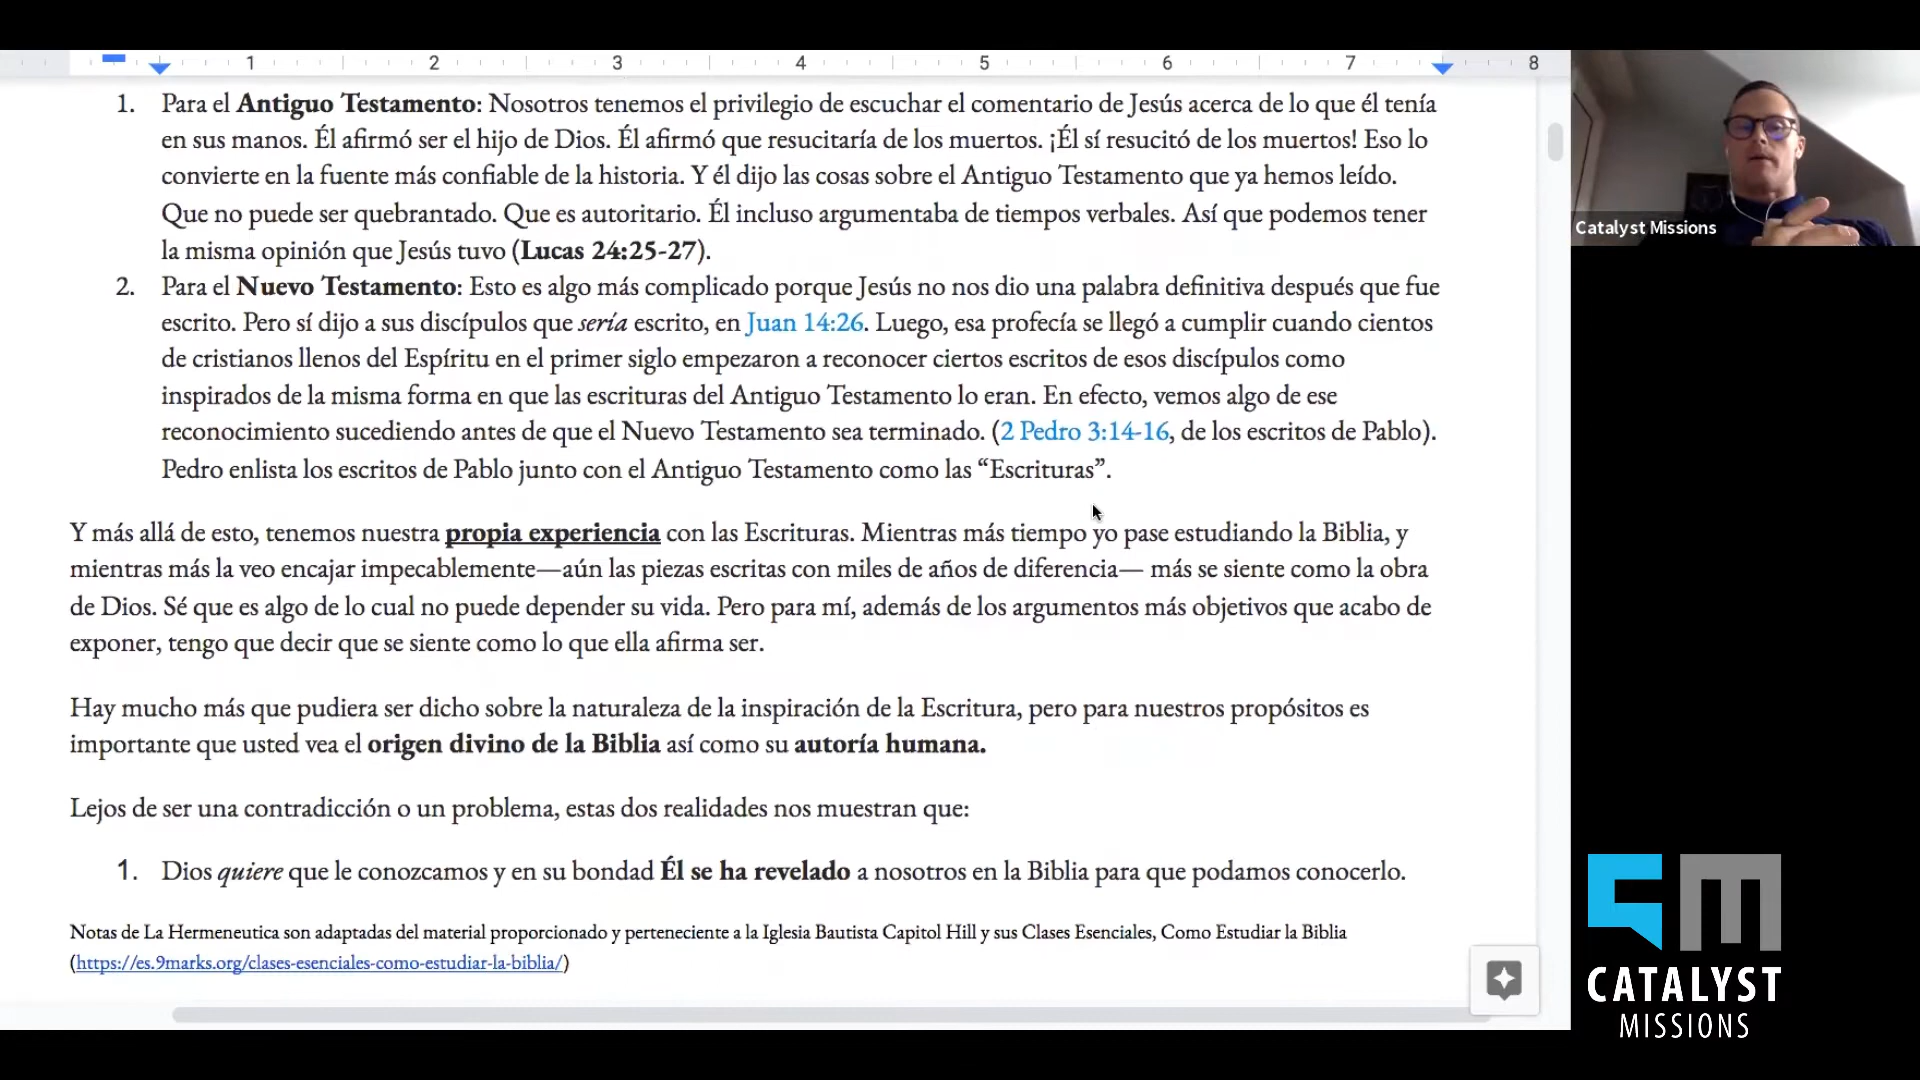 1 2 3 4 5 6 7 8
1. Para el Antiguo Testamento: Nosotros tenemos el privilegio de escuchar el comentario de Jesús acerca de lo que él tenía
en sus manos. Él afirmó ser el hijo de Dios. Él afirmó que resucitaría de los muertos. ¡Él sí resucitó de los muertos! Eso lo
convierte en la fuente más confiable de la historia. Y él dijo las cosas sobre el Antiguo Testamento que ya hemos leído.
Que no puede ser quebrantado. Que es autoritario. Él incluso argumentaba de tiempos verbales. Así que podemos tener
la misma opinión que Jesús tuvo (Lucas 24:25-27).
2. Para el Nuevo Testamento: Esto es algo más complicado porque Jesús no nos dio una palabra definitiva después que fue
escrito. Pero sí dijo a sus discípulos que sería escrito, en Juan 14:26. Luego, esa profecía se llegó a cumplir cuando cientos
de cristianos llenos del Espíritu en el primer siglo empezaron a reconocer ciertos escritos de esos discípulos como
inspirados de la misma forma en que las escrituras del Antiguo Testamento lo eran. En efecto, vemos algo de ese
reconocimiento sucediendo antes de que el Nuevo Testamento sea terminado. (2 Pedro 3:14-16, de los escritos de Pablo).
Pedro enlista los escritos de Pablo junto con el Antiguo Testamento como las “Escrituras”.
Y más allá de esto, tenemos nuestra propia experiencia con las Escrituras. Mientras más tiempo yo pase estudiando la Biblia, y
mientras más la veo encajar impecablemente—aún las piezas escritas con miles de años de diferencia— más se siente como la obra
de Dios. Sé que es algo de lo cual no puede depender su vida. Pero para mí, además de los argumentos más objetivos que acabo de
exponer, tengo que decir que se siente como lo que ella afirma ser.
Hay mucho más que pudiera ser dicho sobre la naturaleza de la inspiración de la Escritura, pero para nuestros propósitos es
importante que usted vea el origen divino de la Biblia así como su autoría humana.
Lejos de ser una contradicción o un problema, estas dos realidades nos muestran que:
1. Dios quiere que le conozcamos y en su bondad Él se ha revelado a nosotros en la Biblia para que podamos conocerlo.
Notas de La Hermeneutica son adaptadas del material proporcionado y perteneciente a la Iglesia Bautista Capitol Hill y sus Clases Esenciales, Como Estudiar la Biblia
(https://es.9marks.org/clases-esenciales-como-estudiar-la-biblia/)
Catalyst Missions
CATALYST
MISSIONS